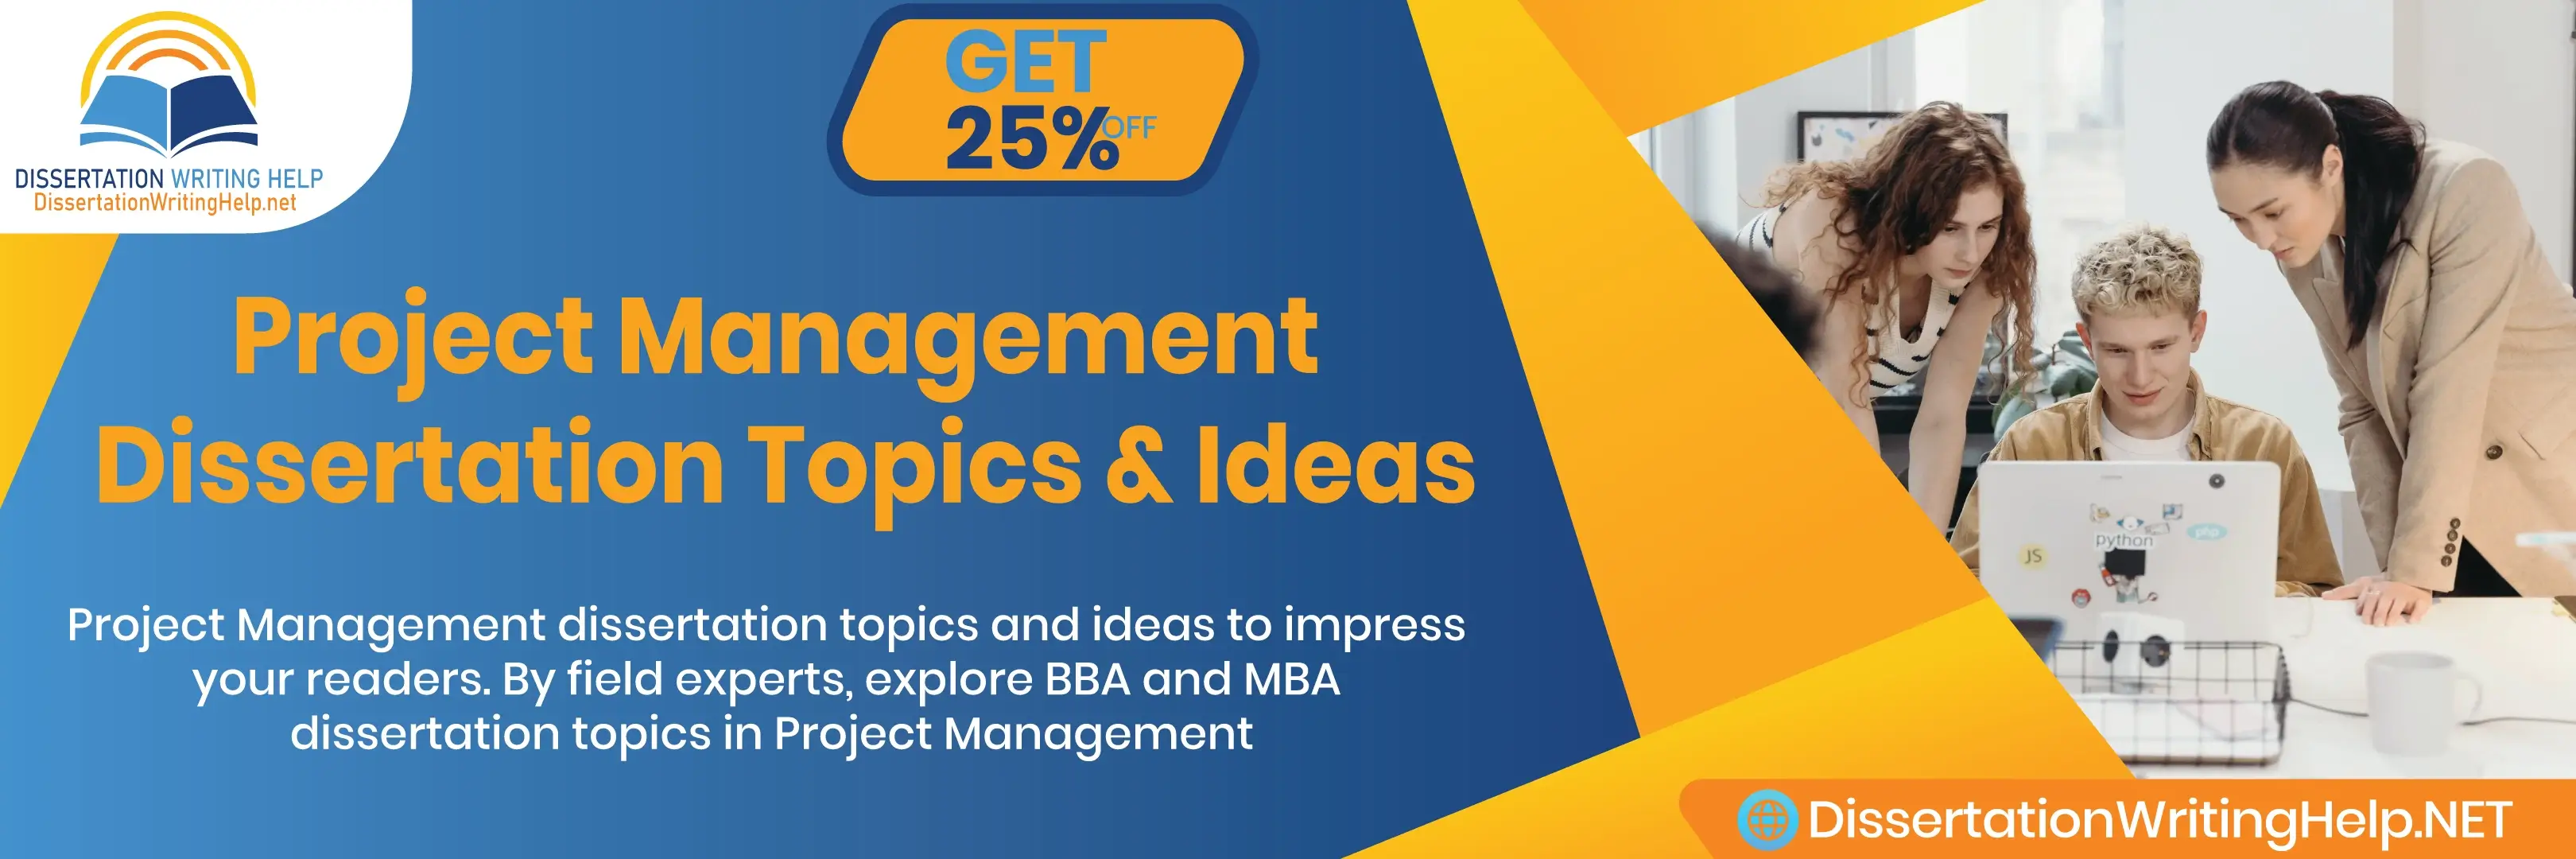 DISSERTATION WRITING HELP
DissertationWritingHelp.net
GET
25% OFF
Project Management
Dissertation Topics & Ideas
Project Management dissertation topics and ideas to impress
your readers. By field experts, explore BBA and MBA
dissertation topics in Project Management
php
python
JS
DissertationWritingHelp.NET